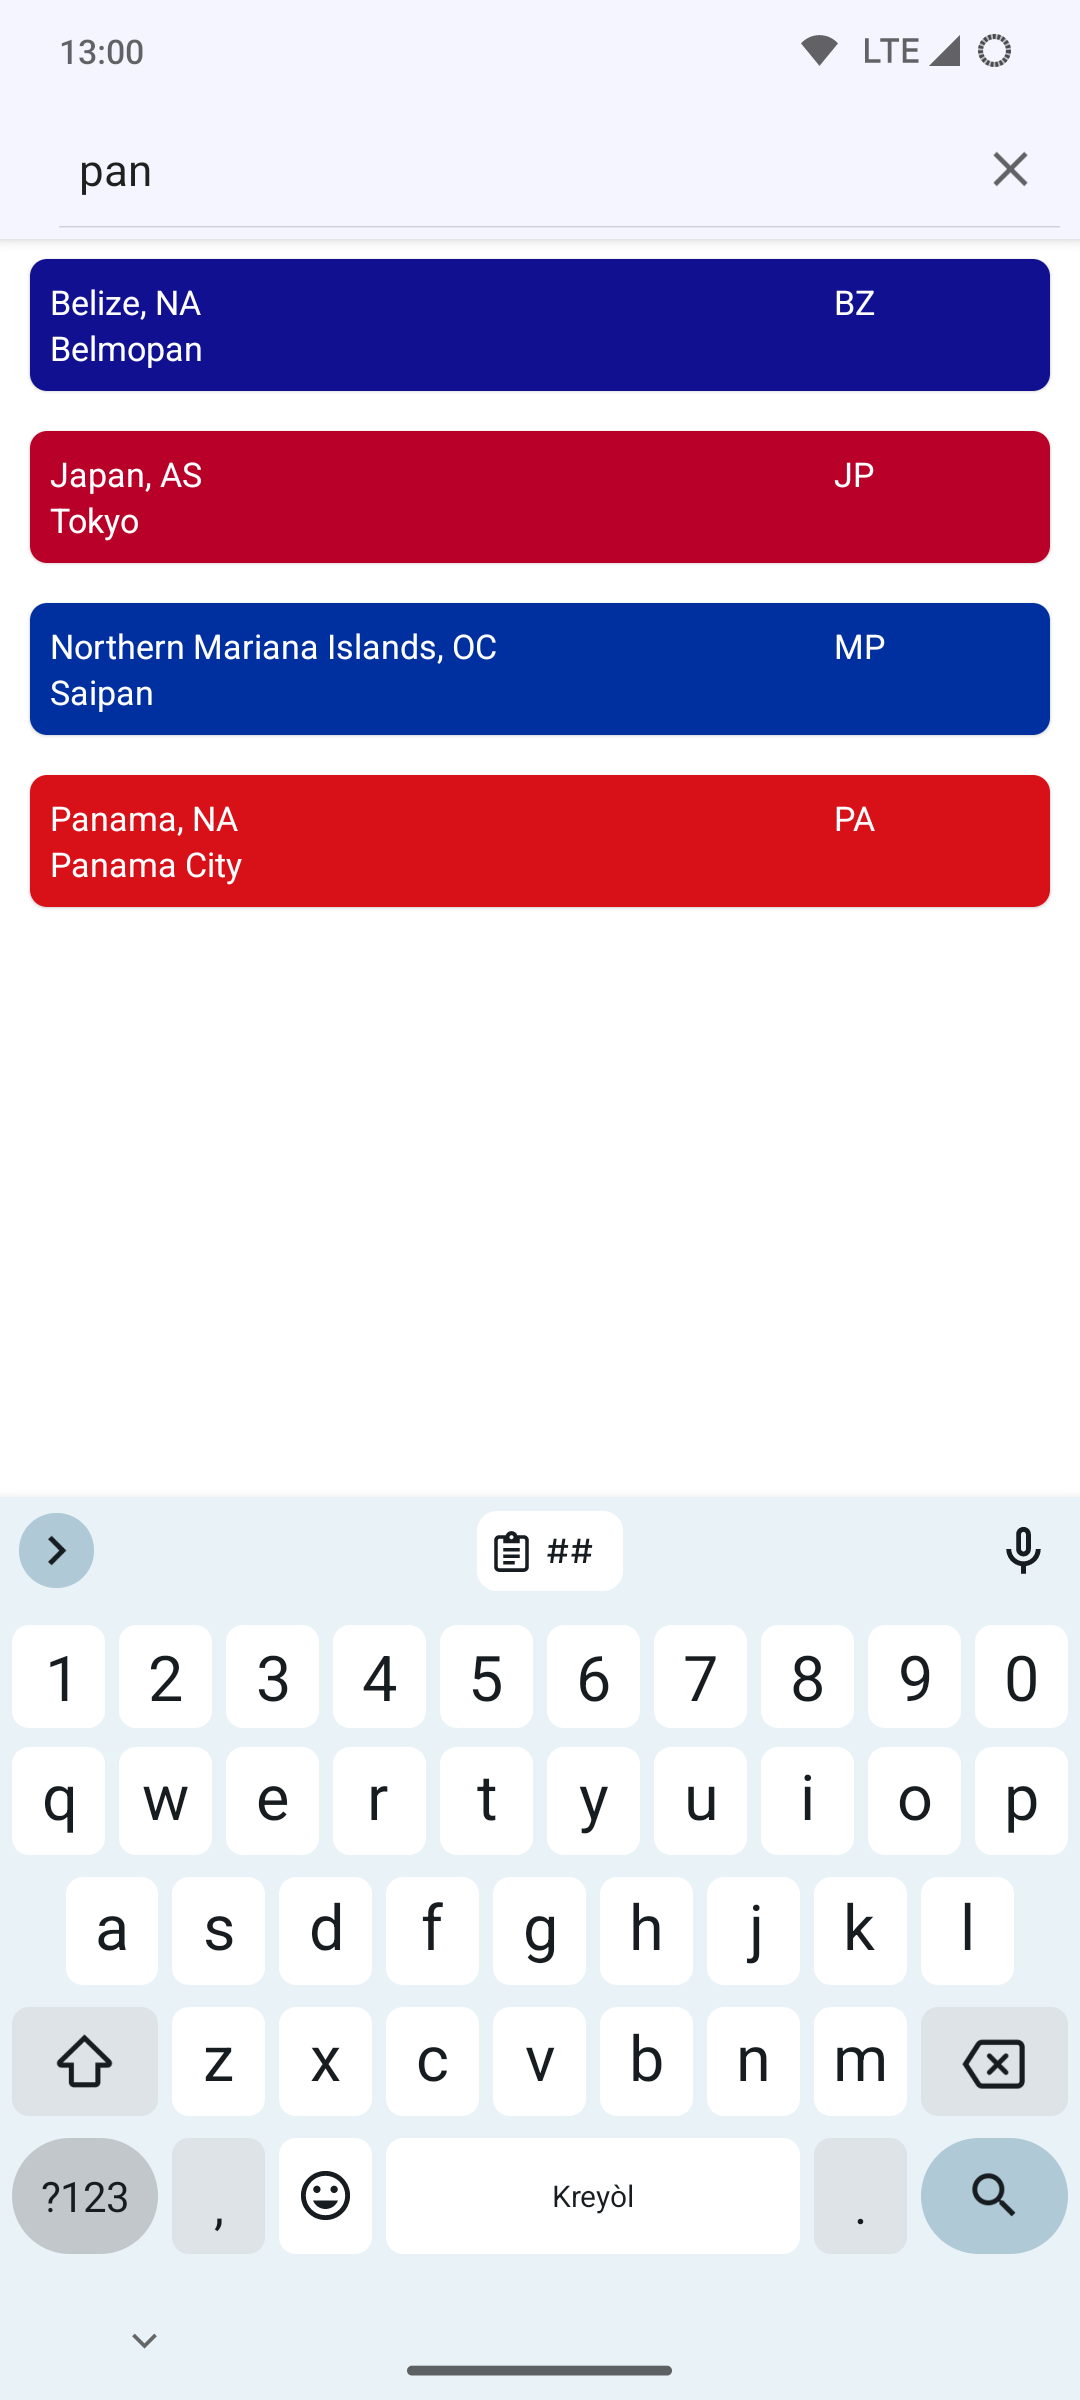 13:00 LTE
pan
Belize, NA BZ
Belmopan
Japan, AS JP
Tokyo
Northern Mariana Islands, OC MP
Saipan
Panama, NA PA
Panama City
##
1 2 3 4 5 6 7 8 9 0
q w e r t y u i o p
a s d f g h j k l
z x c v b n m
?123 , Kreyòl .